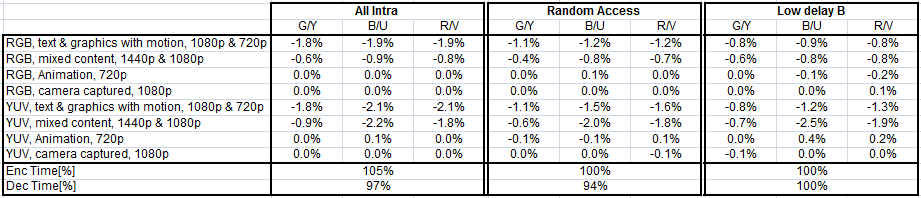 All Intra Random Access Low delay B
G/Y B/U R/V G/Y B/U R/V G/Y B/U R/V
RGB, text & graphics with motion, 1080p & 720p -1.8% -1.9% -1.9% -1.1% -1.2% -1.2% -0.8% -0.9% -0.8%
RGB, mixed content, 1440p & 1080p -0.6% -0.9% -0.8% -0.4% -0.8% -0.7% -0.6% -0.8% -0.8%
RGB, Animation, 720p 0.0% 0.0% 0.0% 0.0% 0.1% 0.0% 0.0% -0.1% -0.2%
RGB, camera captured, 1080p 0.0% 0.0% 0.0% 0.0% 0.0% 0.0% 0.0% 0.0% 0.1%
YUV, text & graphics with motion, 1080p & 720p -1.8% -2.1% -2.1% -1.1% -1.5% -1.6% -0.8% -1.2% -1.3%
YUV, mixed content, 1440p & 1080p -0.9% -2.2% -1.8% -0.6% -2.0% -1.8% -0.7% -2.5% -1.9%
YUV, Animation, 720p 0.0% 0.1% 0.0% -0.1% -0.1% 0.1% 0.0% 0.4% 0.2%
YUV, camera captured, 1080p 0.0% 0.0% 0.0% 0.0% 0.0% -0.1% -0.1% 0.0% 0.0%
Enc Time[%] 105% 100% 100%
Dec Time[%] 97% 94% 100%